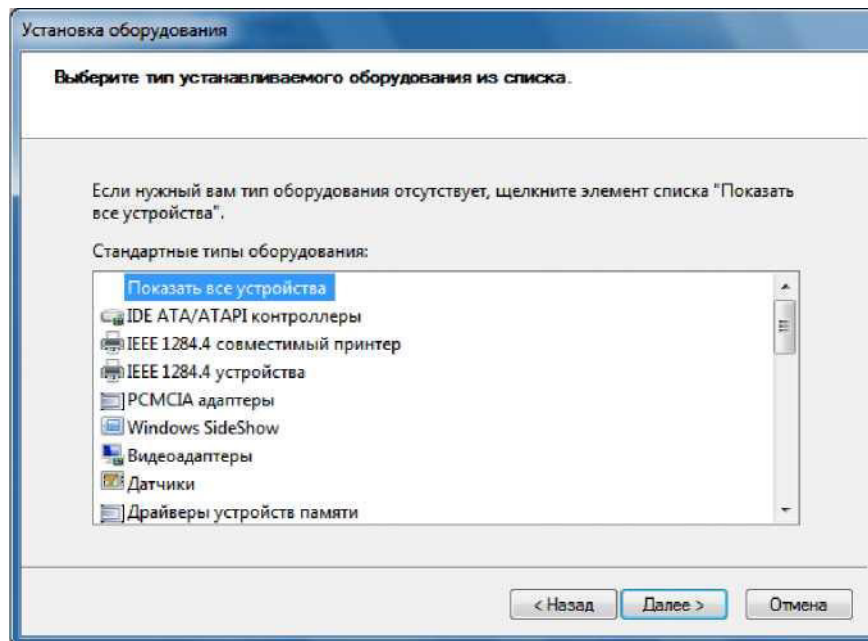 Установка оборудования
Выберите тип устанавливаемого оборудования из списка.
Если нужный вам тип оборудования отсутствует, щелкните элемент списка "Показать
все устройства".
Стандартные типы оборудования:
Показать все устройства
IDE ATA/ATAPI контроллеры
IEEE 1284.4 совместимый принтер
IEEE 1284.4 устройства
PCMCIA адаптеры
Windows SideShow
Видеоадаптеры
Датчики
Драйверы устройств памяти
< Назад Далее > Отмена